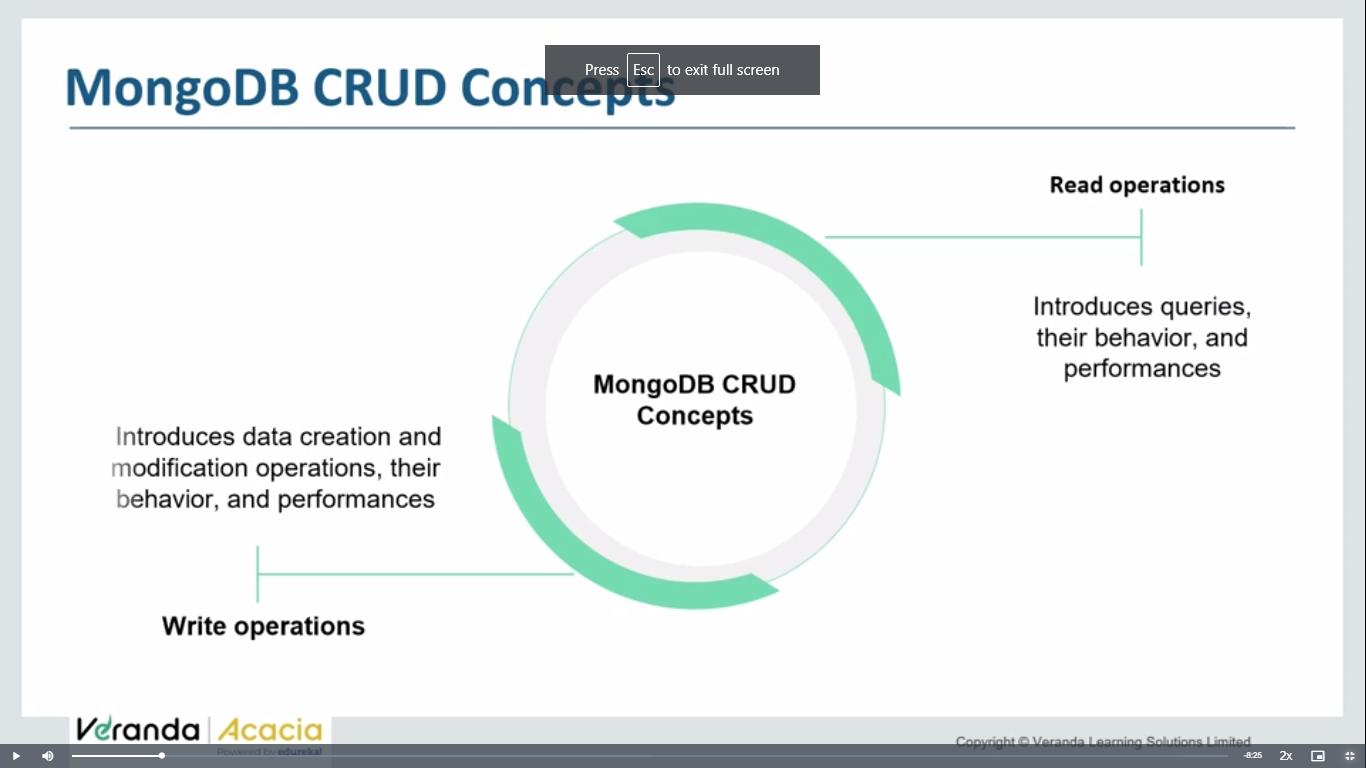 MongoDB CRUD Concepts
Press Esc to exit full screen
Read operations
Introduces queries,
their behavior, and
performances
MongoDB CRUD
Concepts
Introduces data creation and
modification operations, their
behavior, and performances
Write operations
Veranda | Acacia
Powered by edureka!
Copyright © Veranda Learning Solutions Limited
-8:25 2x